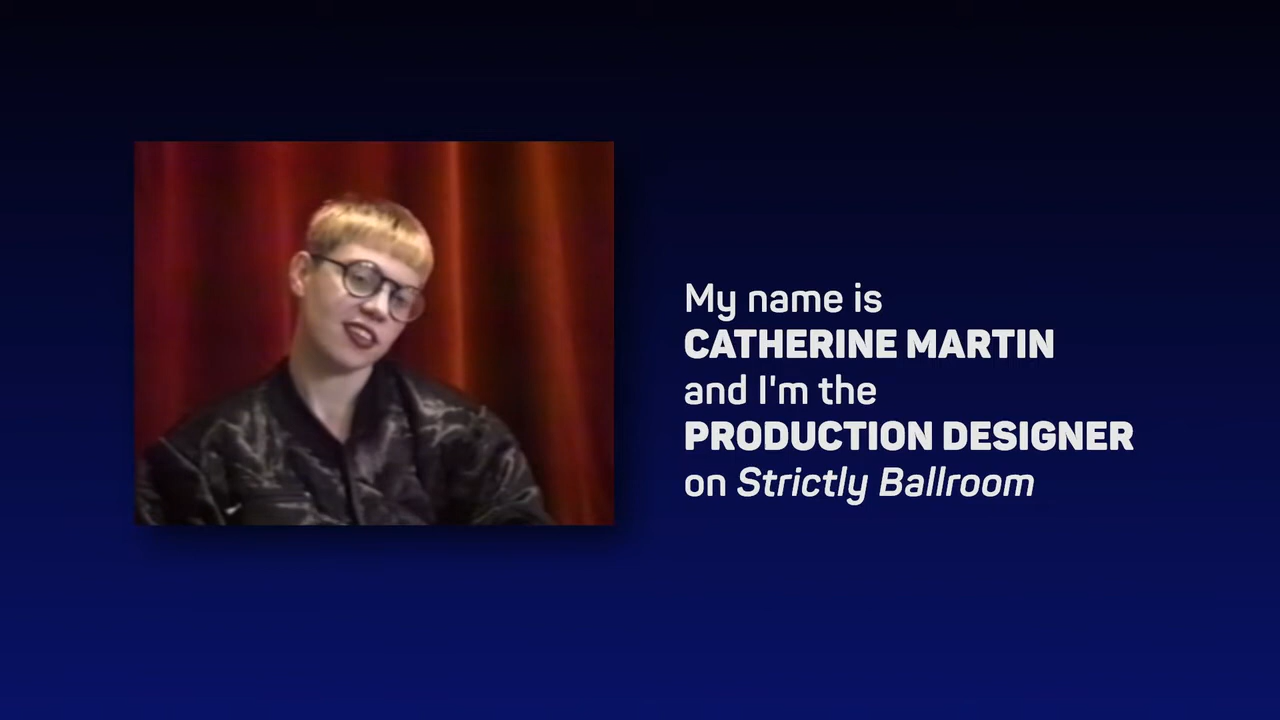 My name is
CATHERINE MARTIN
and I'm the
PRODUCTION DESIGNER
on Strictly Ballroom